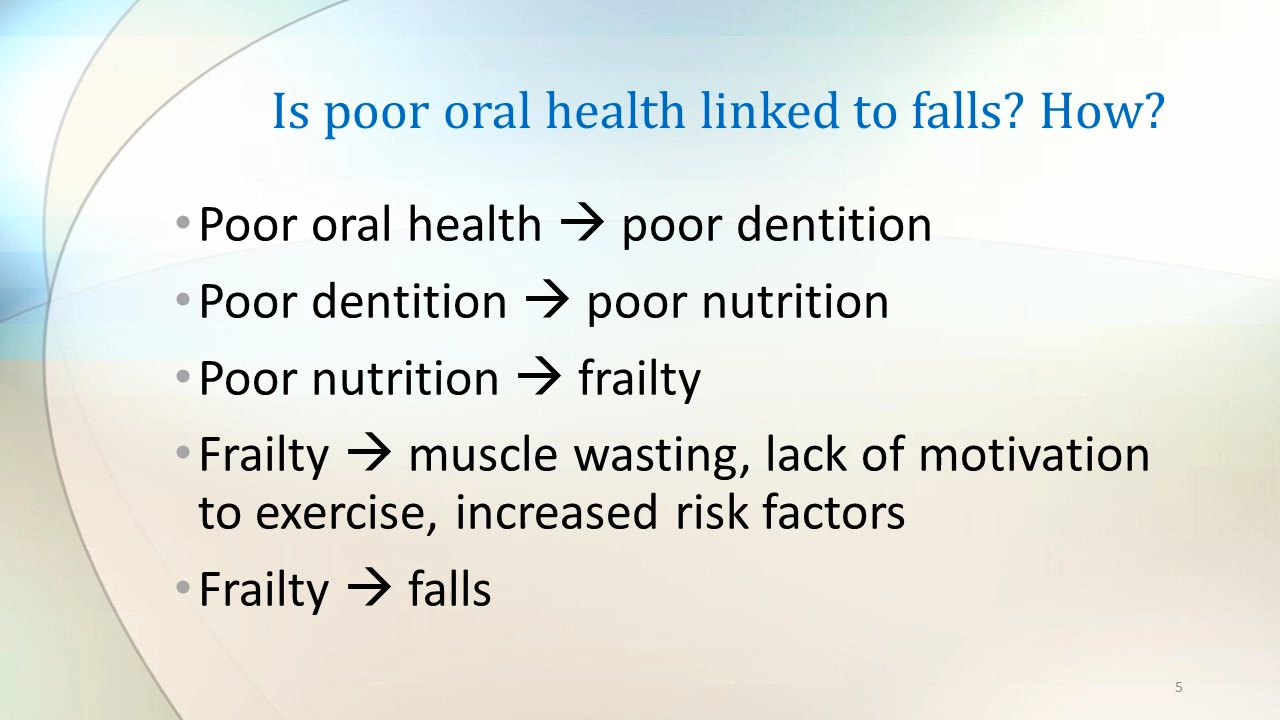 Is poor oral health linked to falls? How?
• Poor oral health → poor dentition
• Poor dentition → poor nutrition
• Poor nutrition → frailty
• Frailty → muscle wasting, lack of motivation
to exercise, increased risk factors
• Frailty → falls
5